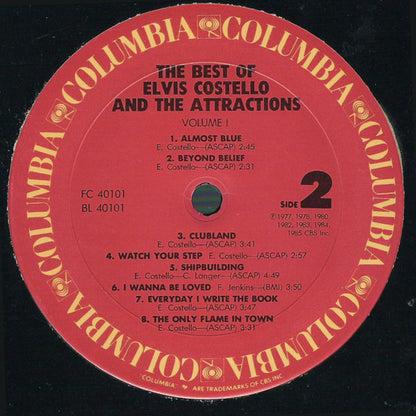 COLUMBIA COLUMBIA COLUMBIA COLUMBIA COLUMBIA COLUMBIA
THE BEST OF
ELVIS COSTELLO
AND THE ATTRACTIONS
VOLUME I
1. ALMOST BLUE
E. Costello—(ASCAP) 2:45
2. BEYOND BELIEF
E. Costello—(ASCAP) 2:31
FC 40101
BL 40101
SIDE 2
℗1977, 1978, 1980,
1982, 1983, 1984,
1985 CBS Inc.
3. CLUBLAND
E. Costello—(ASCAP) 3:41
4. WATCH YOUR STEP E. Costello—(ASCAP) 2:57
5. SHIPBUILDING
E. Costello— C. Langer—(ASCAP) 4:49
6. I WANNA BE LOVED F. Jenkins—(BMI) 3:50
7. EVERYDAY I WRITE THE BOOK
E. Costello—(ASCAP) 3:47
8. THE ONLY FLAME IN TOWN
E. Costello—(ASCAP) 3:31
"COLUMBIA" ARE TRADEMARKS OF CBS INC